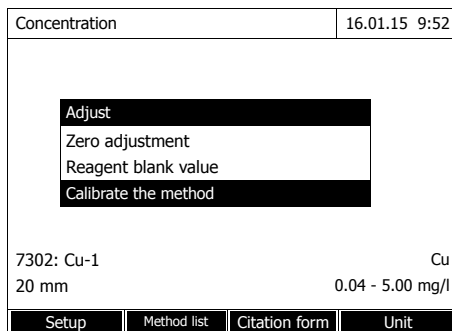 Concentration 16.01.15 9:52
Adjust
Zero adjustment
Reagent blank value
Calibrate the method
7302: Cu-1 Cu
20 mm 0.04 - 5.00 mg/l
Setup Method list Citation form Unit